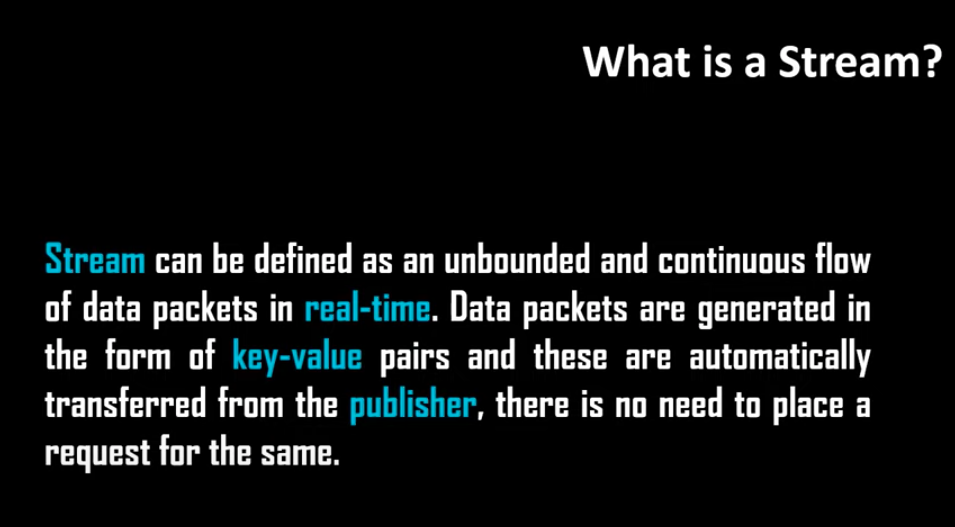 What is a Stream?
Stream can be defined as an unbounded and continuous flow
of data packets in real-time. Data packets are generated in
the form of key-value pairs and these are automatically
transferred from the publisher, there is no need to place a
request for the same.